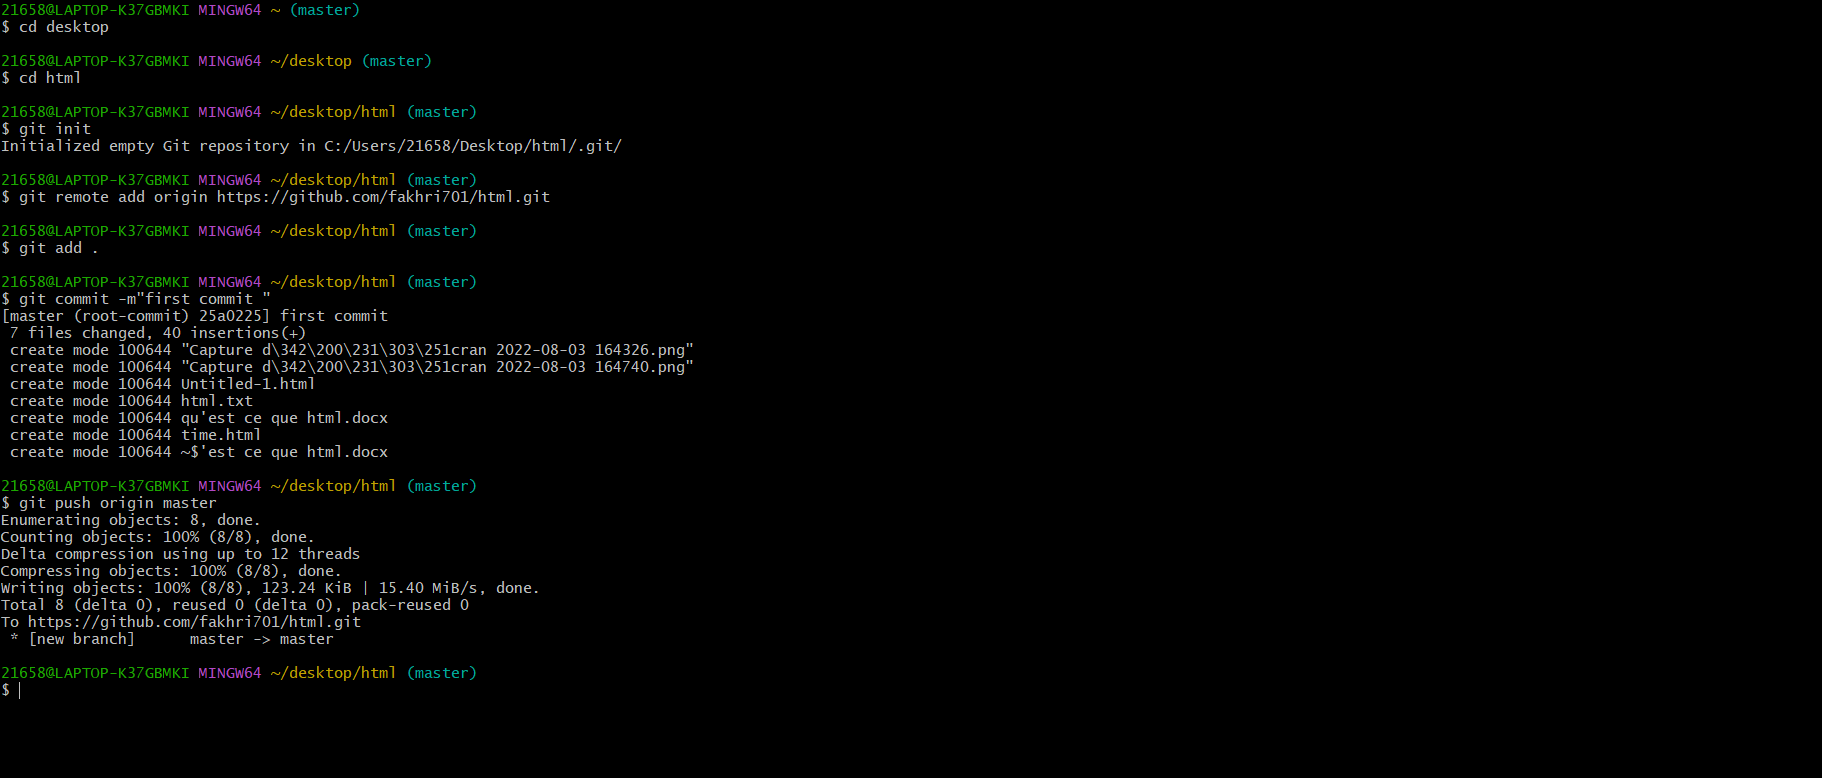 21658@LAPTOP-K37GBMKI MINGW64 ~ (master)
$ cd desktop
21658@LAPTOP-K37GBMKI MINGW64 ~/desktop (master)
$ cd html
21658@LAPTOP-K37GBMKI MINGW64 ~/desktop/html (master)
$ git init
Initialized empty Git repository in C:/Users/21658/Desktop/html/.git/
21658@LAPTOP-K37GBMKI MINGW64 ~/desktop/html (master)
$ git remote add origin https://github.com/fakhri701/html.git
21658@LAPTOP-K37GBMKI MINGW64 ~/desktop/html (master)
$ git add .
21658@LAPTOP-K37GBMKI MINGW64 ~/desktop/html (master)
$ git commit -m"first commit "
[master (root-commit) 25a0225] first commit
 7 files changed, 40 insertions(+)
 create mode 100644 "Capture d\342\200\231\303\251cran 2022-08-03 164326.png"
 create mode 100644 "Capture d\342\200\231\303\251cran 2022-08-03 164740.png"
 create mode 100644 Untitled-1.html
 create mode 100644 html.txt
 create mode 100644 qu'est ce que html.docx
 create mode 100644 time.html
 create mode 100644 ~$'est ce que html.docx
21658@LAPTOP-K37GBMKI MINGW64 ~/desktop/html (master)
$ git push origin master
Enumerating objects: 8, done.
Counting objects: 100% (8/8), done.
Delta compression using up to 12 threads
Compressing objects: 100% (8/8), done.
Writing objects: 100% (8/8), 123.24 KiB | 15.40 MiB/s, done.
Total 8 (delta 0), reused 0 (delta 0), pack-reused 0
To https://github.com/fakhri701/html.git
 * [new branch]      master -> master
21658@LAPTOP-K37GBMKI MINGW64 ~/desktop/html (master)
$